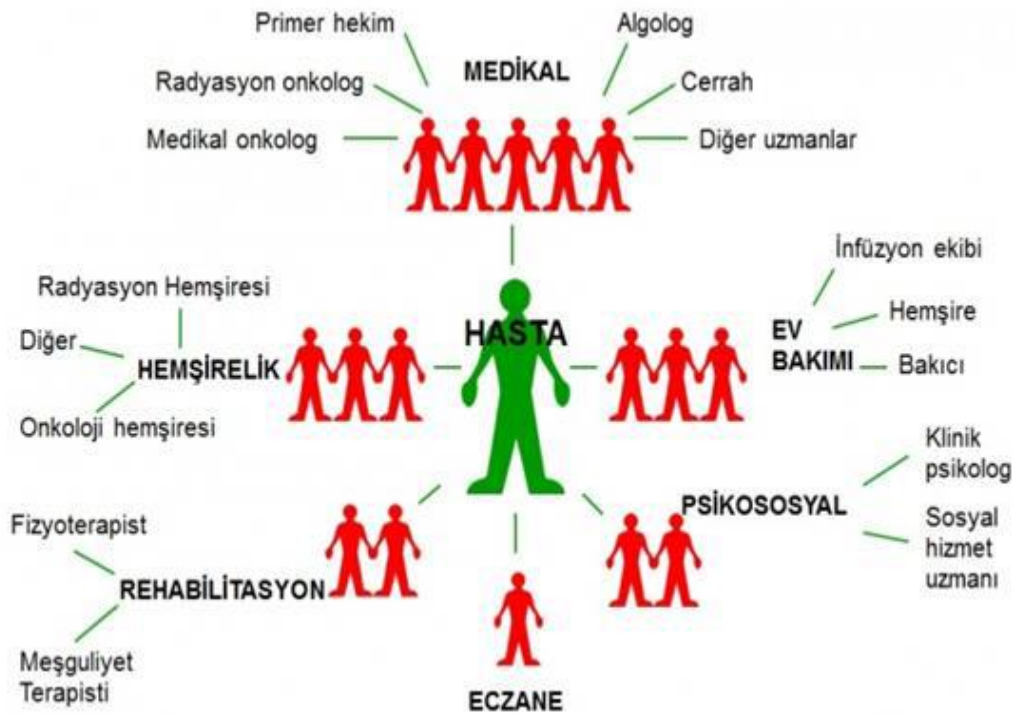 Primer hekim
Algolog
MEDİKAL
Radyasyon onkolog
Cerrah
Medikal onkolog
Diğer uzmanlar
İnfüzyon ekibi
Radyasyon Hemşiresi
Hemşire
HASTA
EV
BAKIMI
Diğer
HEMŞİRELİK
Bakıcı
Onkoloji hemşiresi
Klinik
psikolog
PSİKOSOSYAL
Sosyal
hizmet
uzmanı
Fizyoterapist
REHABİLİTASYON
Meşguliyet
Terapisti
ECZANE